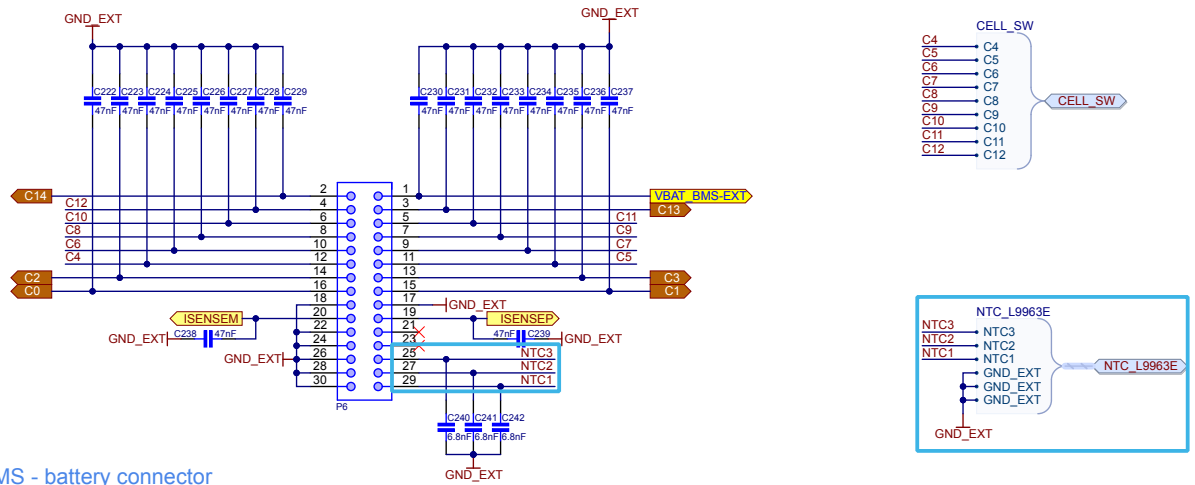 GND_EXT
GND_EXT
CELL_SW
C4 C4
C5 C5
C6 C6
C7 C7
C8 C8
C9 C9
C10 C10
C11 C11
C12 C12
CELL_SW
C222 C223 C224 C225 C226 C227 C228 C229
47nF 47nF 47nF 47nF 47nF 47nF 47nF 47nF
C230 C231 C232 C233 C234 C235 C236 C237
47nF 47nF 47nF 47nF 47nF 47nF 47nF 47nF
C14 2 1 VBAT_BMS-EXT
C12 4 3 C13
C10 6 5 C11
C8 8 7 C9
C6 10 9 C7
C4 12 11 C5
C2 14 13 C3
C0 16 15 C1
18 17 GND_EXT
ISENSEM 20 19 ISENSEP
GND_EXT C238 47nF 22 21 47nF C239 GND_EXT
24 23
GND_EXT 26 25 NTC3
28 27 NTC2
30 29 NTC1
P6
C240 C241 C242
6.8nF 6.8nF 6.8nF
GND_EXT
NTC_L9963E
NTC3 NTC3
NTC2 NTC2
NTC1 NTC1
GND_EXT
GND_EXT
GND_EXT
NTC_L9963E
GND_EXT
MS - battery connector